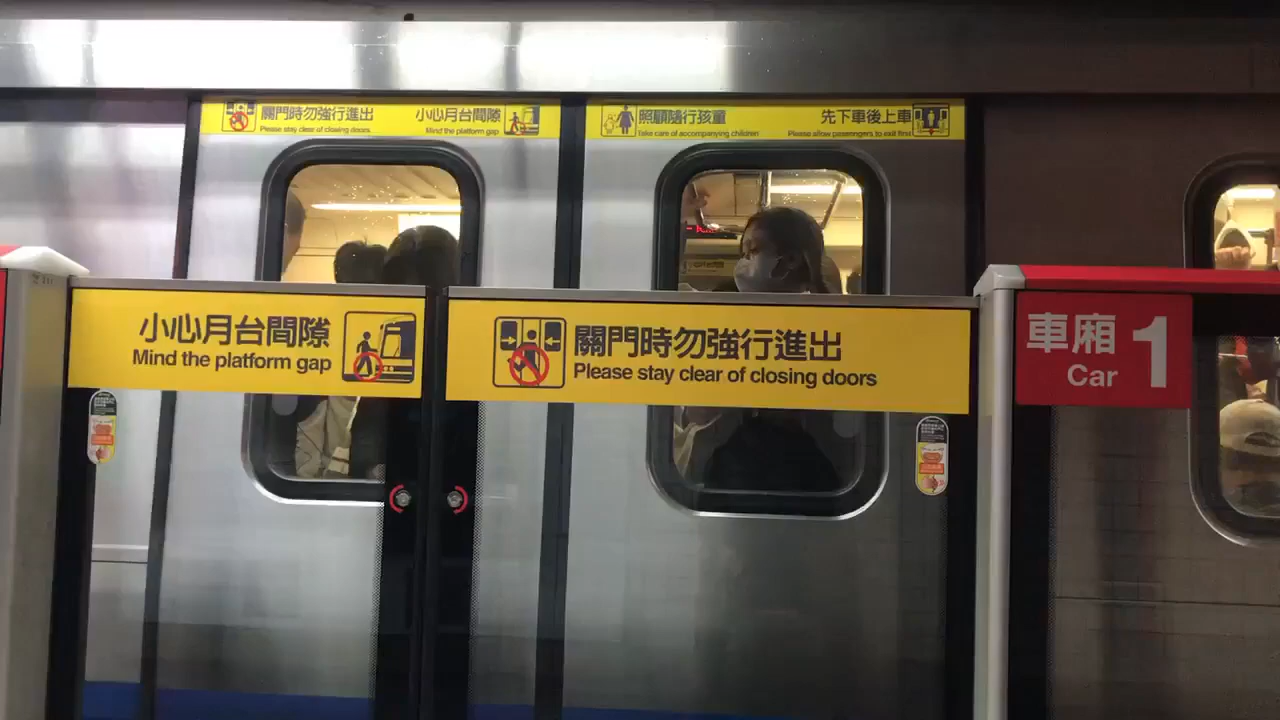 關門時勿強行進出
Please stay clear of closing doors
小心月台間隙
Mind the platform gap
照顧隨行孩童
Take care of accompanying children
先下車後上車
Please allow passengers to exit first
小心月台間隙
Mind the platform gap
關門時勿強行進出
Please stay clear of closing doors
車廂 1
Car